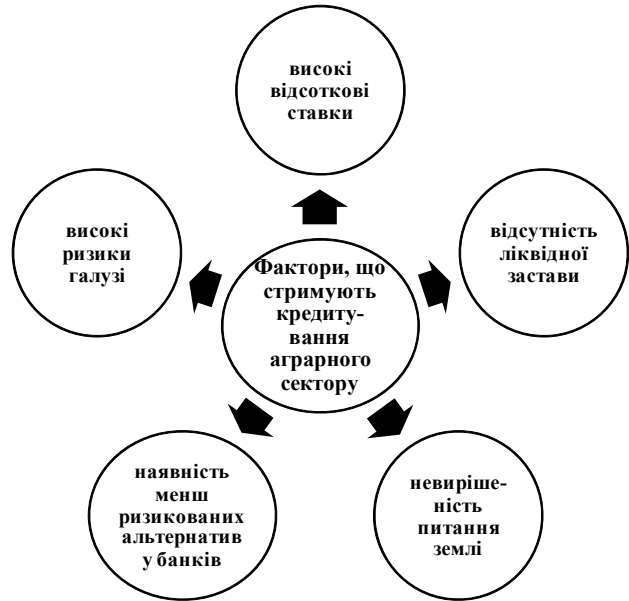 високі
відсоткові
ставки
високі
ризики
галузі
відсутність
ліквідної
застави
Фактори, що
стримують
кредиту-
вання
аграрного
сектору
наявність
менш
ризикованих
альтернатив
у банків
невиріше-
ність
питання
землі